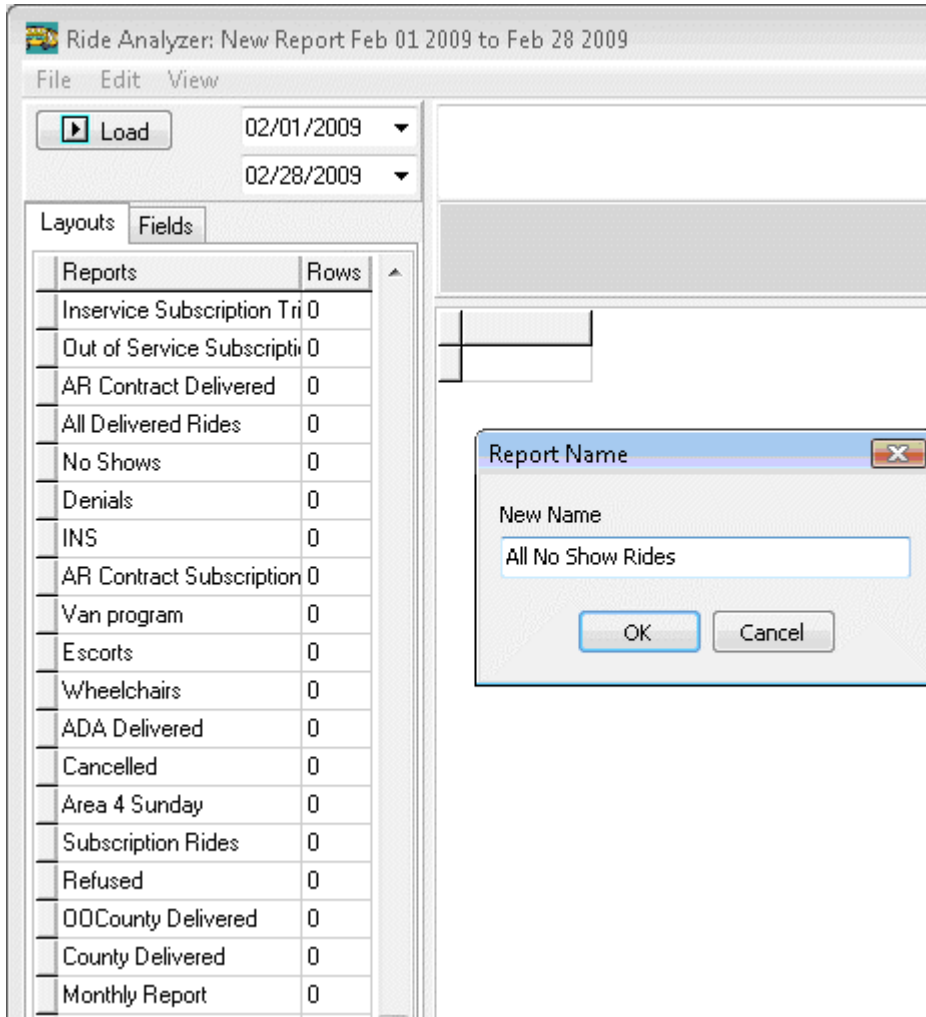 Ride Analyzer: New Report Feb 01 2009 to Feb 28 2009
File Edit View
Load 02/01/2009
02/28/2009
Layouts Fields
Reports Rows
Inservice Subscription Tri 0
Out of Service Subscripti 0
AR Contract Delivered 0
All Delivered Rides 0
No Shows 0
Denials 0
INS 0
AR Contract Subscription 0
Van program 0
Escorts 0
Wheelchairs 0
ADA Delivered 0
Cancelled 0
Area 4 Sunday 0
Subscription Rides 0
Refused 0
OOCounty Delivered 0
County Delivered 0
Monthly Report 0
Report Name
New Name
All No Show Rides
OK Cancel